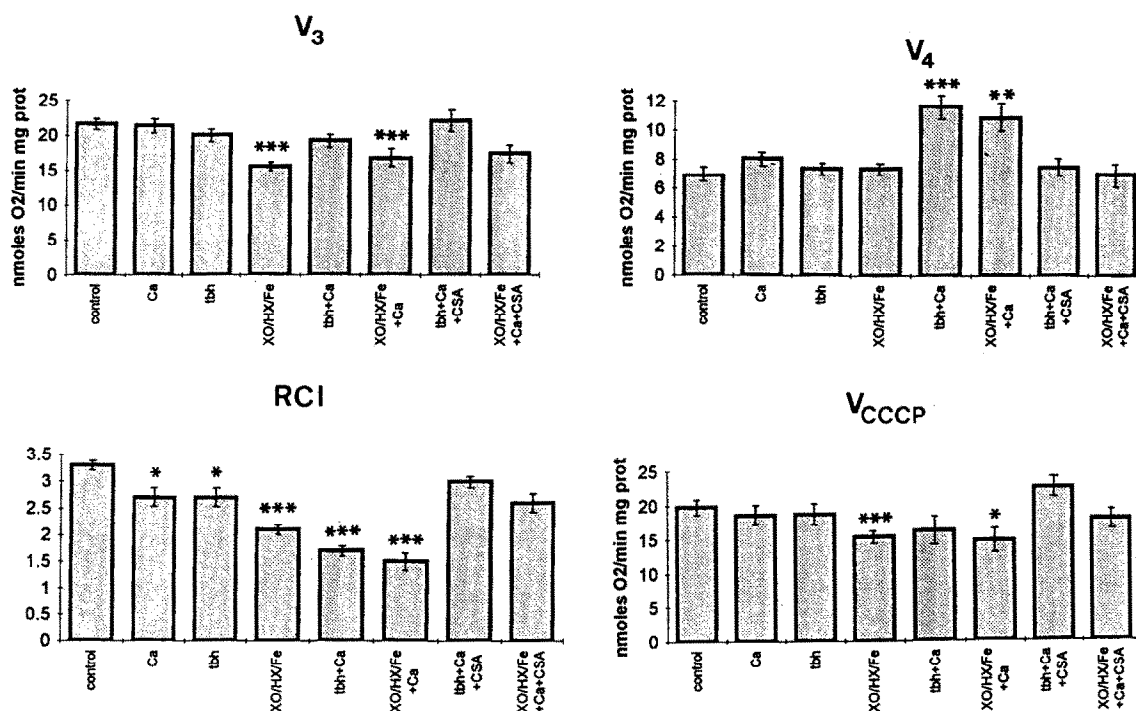 V3
nmoles O2/min mg prot
25
20
15
10
5
0
***
***
control
Ca
tbh
XO/HX/Fe
tbh+Ca
XO/HX/Fe
+Ca
tbh+Ca
+CSA
XO/HX/Fe
+Ca+CSA
V4
nmoles O2/min mg prot
12
10
8
6
4
2
0
***
**
control
Ca
tbh
XO/HX/Fe
tbh+Ca
XO/HX/Fe
+Ca
tbh+Ca
+CSA
XO/HX/Fe
+Ca+CSA
RCI
3.5
3
2.5
2
1.5
1
0.5
0
*
*
***
***
***
control
Ca
tbh
XO/HX/Fe
tbh+Ca
XO/HX/Fe
+Ca
tbh+Ca
+CSA
XO/HX/Fe
+Ca+CSA
VCCCP
nmoles O2/min mg prot
25
20
15
10
5
0
***
*
control
Ca
tbh
XO/HX/Fe
tbh+Ca
XO/HX/Fe
+Ca
tbh+Ca
+CSA
XO/HX/Fe
+Ca+CSA